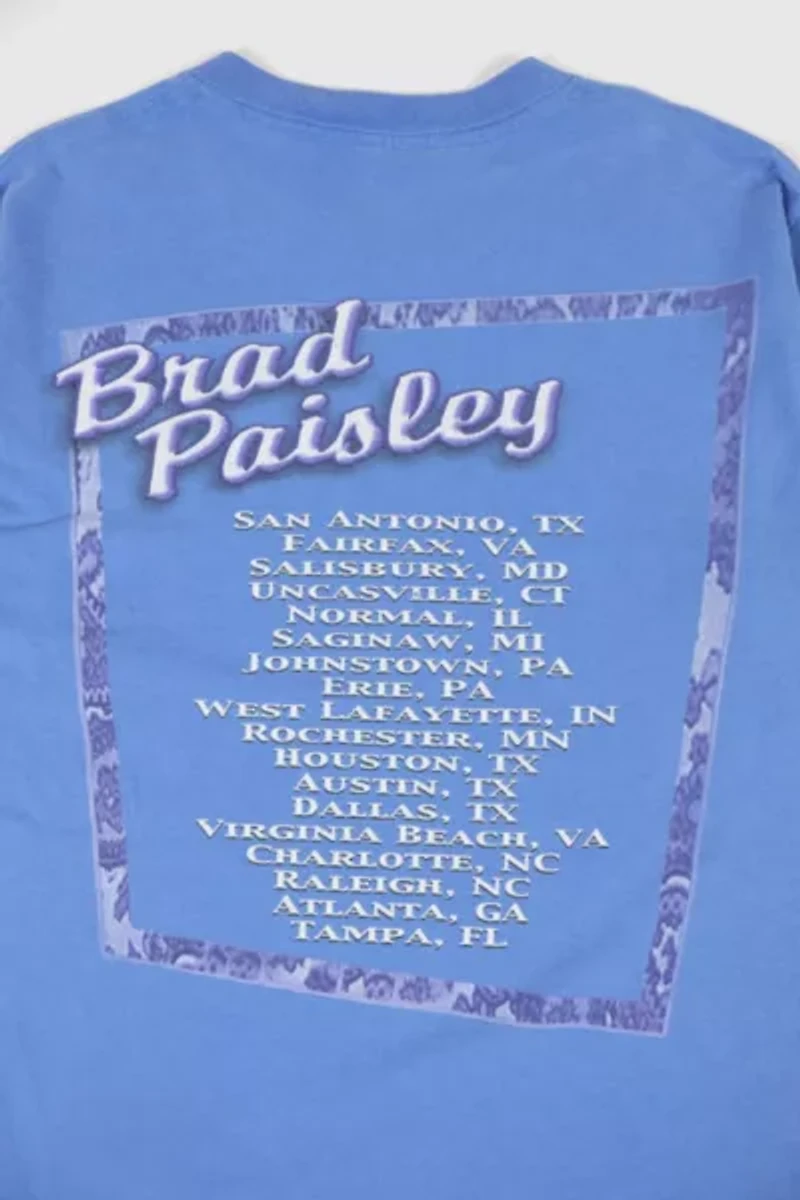 Brad
Paisley
SAN ANTONIO, TX
FAIRFAX, VA
SALISBURY, MD
UNCASVILLE, CT
NORMAL, IL
SAGINAW, MI
JOHNSTOWN, PA
ERIE, PA
WEST LAFAYETTE, IN
ROCHESTER, MN
HOUSTON, TX
AUSTIN, TX
DALLAS, TX
VIRGINIA BEACH, VA
CHARLOTTE, NC
RALEIGH, NC
ATLANTA, GA
TAMPA, FL